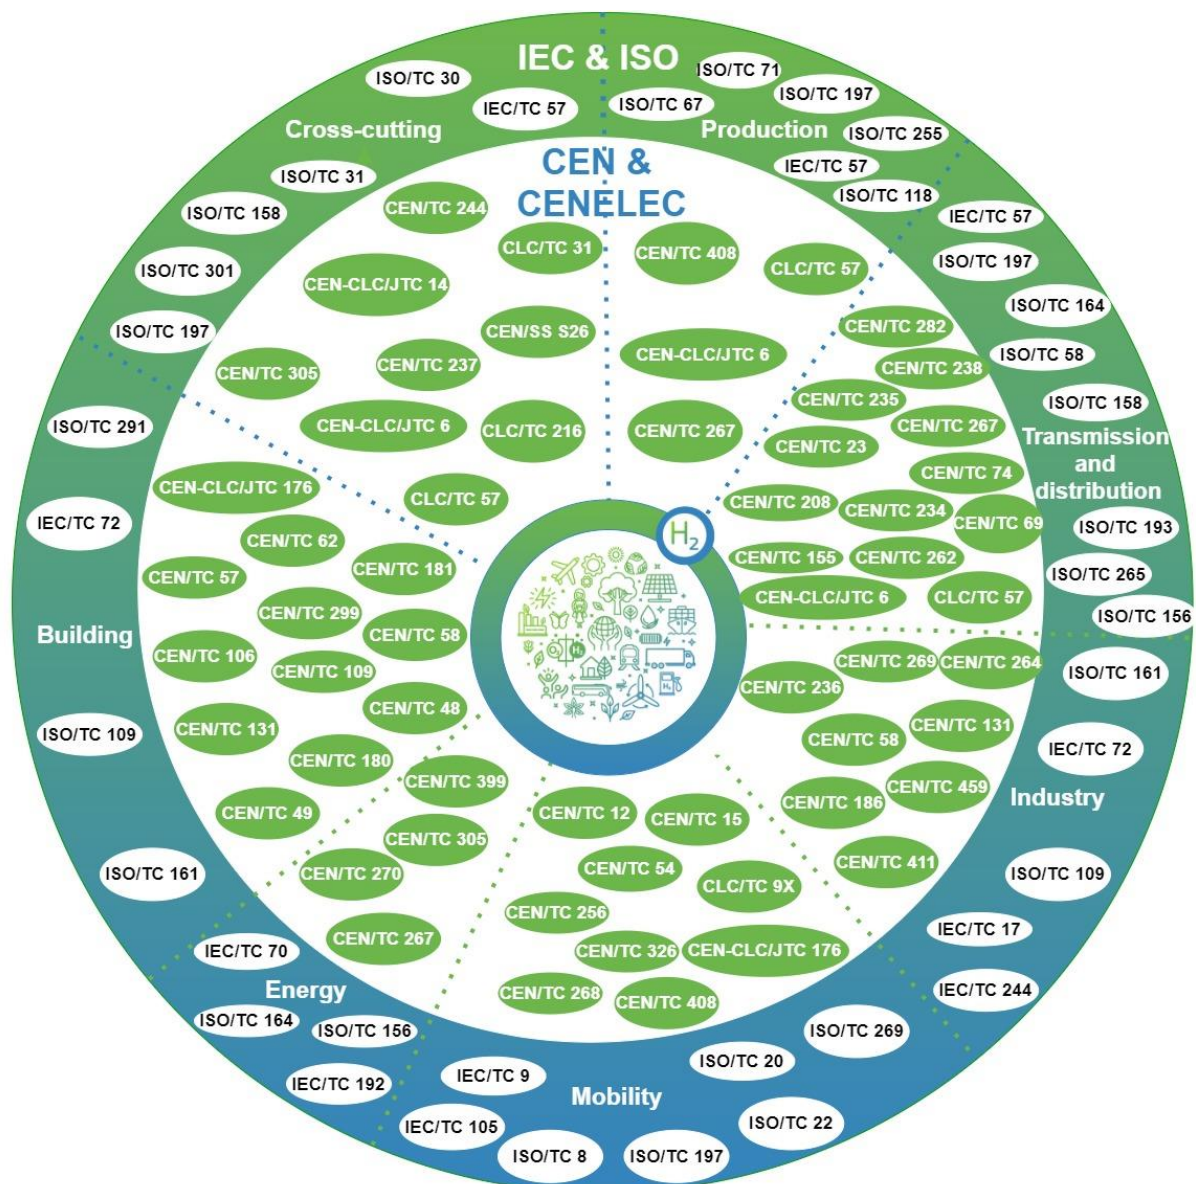 IEC & ISO
Cross-cutting
ISO/TC 30
IEC/TC 57
ISO/TC 31
ISO/TC 158
ISO/TC 301
ISO/TC 197
Production
ISO/TC 71
ISO/TC 67
ISO/TC 197
ISO/TC 255
IEC/TC 57
ISO/TC 118
IEC/TC 57
ISO/TC 197
ISO/TC 164
ISO/TC 58
ISO/TC 158
Transmission
and
distribution
ISO/TC 193
ISO/TC 265
ISO/TC 156
ISO/TC 161
IEC/TC 72
Industry
ISO/TC 109
IEC/TC 17
IEC/TC 244
ISO/TC 269
ISO/TC 20
IEC/TC 9
Mobility
ISO/TC 22
IEC/TC 105
ISO/TC 8
ISO/TC 197
IEC/TC 70
Energy
ISO/TC 164
ISO/TC 156
IEC/TC 192
ISO/TC 291
IEC/TC 72
Building
ISO/TC 109
ISO/TC 161
CEN &
CENELEC
CEN/TC 244
CLC/TC 31
CEN-CLC/JTC 14
CEN/SS S26
CEN/TC 237
CEN/TC 305
CEN-CLC/JTC 6
CLC/TC 216
CLC/TC 57
CEN/TC 408
CLC/TC 57
CEN-CLC/JTC 6
CEN/TC 267
CEN/TC 282
CEN/TC 238
CEN/TC 235
CEN/TC 267
CEN/TC 23
CEN/TC 74
CEN/TC 208
CEN/TC 234
CEN/TC 69
CEN/TC 155
CEN/TC 262
CEN-CLC/JTC 6
CLC/TC 57
CEN/TC 269
CEN/TC 264
CEN/TC 236
CEN/TC 131
CEN/TC 58
CEN/TC 459
CEN/TC 186
CEN/TC 411
CEN/TC 12
CEN/TC 15
CEN/TC 54
CLC/TC 9X
CEN/TC 256
CEN/TC 326
CEN-CLC/JTC 176
CEN/TC 268
CEN/TC 408
CEN/TC 399
CEN/TC 305
CEN/TC 270
CEN/TC 267
CEN-CLC/JTC 176
CEN/TC 62
CEN/TC 181
CEN/TC 57
CEN/TC 299
CEN/TC 58
CEN/TC 106
CEN/TC 109
CEN/TC 48
CEN/TC 131
CEN/TC 180
CEN/TC 49
H₂